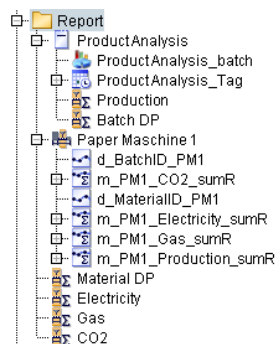 Report
ProductAnalysis
ProductAnalysis_batch
ProductAnalysis_Tag
Production
Batch DP
Paper Maschine 1
d_BatchID_PM1
m_PM1_CO2_sumR
d_MaterialID_PM1
m_PM1_Electricity_sumR
m_PM1_Gas_sumR
m_PM1_Production_sumR
Material DP
Electricity
Gas
CO2